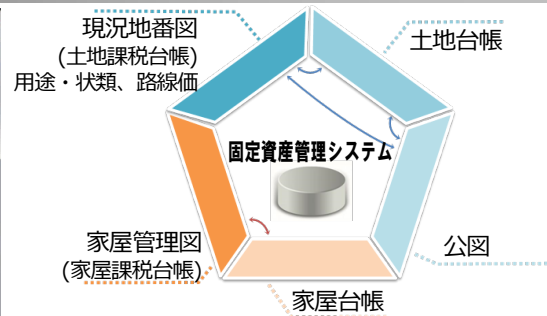 現況地番図
(土地課税台帳)
用途・状類、路線価
土地台帳
固定資産管理システム
家屋管理図
(家屋課税台帳)
公図
家屋台帳